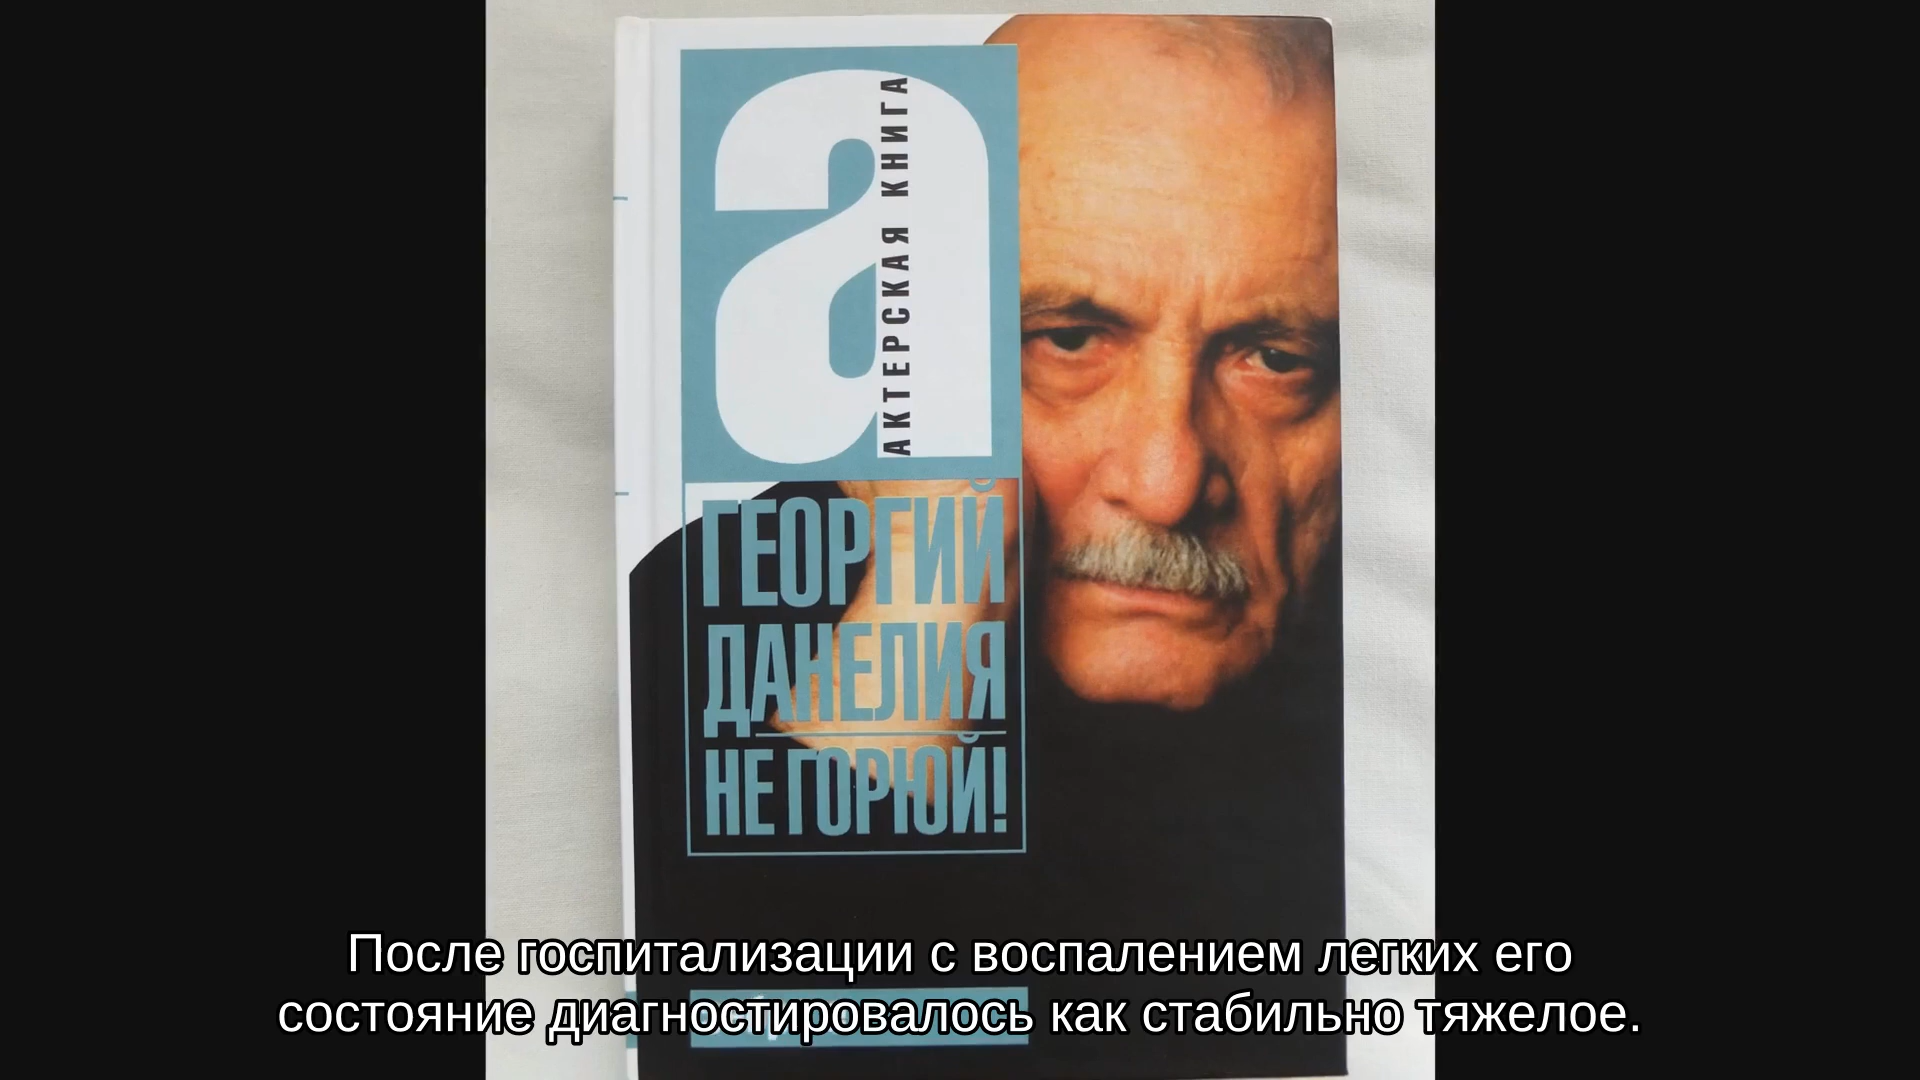 а
АКТЕРСКАЯ КНИГА
ГЕОРГИЙ
ДАНЕЛИЯ
НЕ ГОРЮЙ!
После госпитализации с воспалением легких его
состояние диагностировалось как стабильно тяжелое.